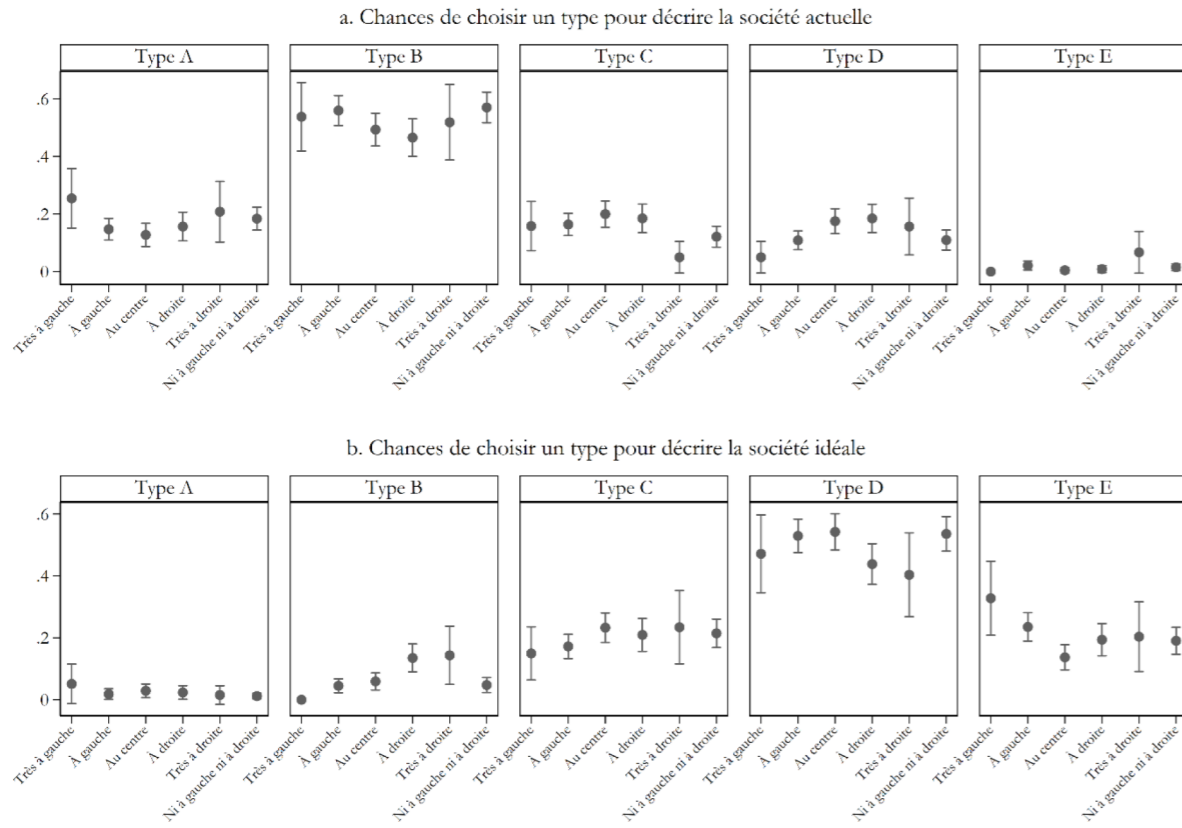 a. Chances de choisir un type pour décrire la société actuelle
Type A Type B Type C Type D Type E
.6
.4
.2
0
Très à gauche À gauche Au centre À droite Très à droite Ni à gauche ni à droite Très à gauche À gauche Au centre À droite Très à droite Ni à gauche ni à droite Très à gauche À gauche Au centre À droite Très à droite Ni à gauche ni à droite Très à gauche À gauche Au centre À droite Très à droite Ni à gauche ni à droite Très à gauche À gauche Au centre À droite Très à droite Ni à gauche ni à droite
b. Chances de choisir un type pour décrire la société idéale
Type A Type B Type C Type D Type E
.6
.4
.2
0
Très à gauche À gauche Au centre À droite Très à droite Ni à gauche ni à droite Très à gauche À gauche Au centre À droite Très à droite Ni à gauche ni à droite Très à gauche À gauche Au centre À droite Très à droite Ni à gauche ni à droite Très à gauche À gauche Au centre À droite Très à droite Ni à gauche ni à droite Très à gauche À gauche Au centre À droite Très à droite Ni à gauche ni à droite